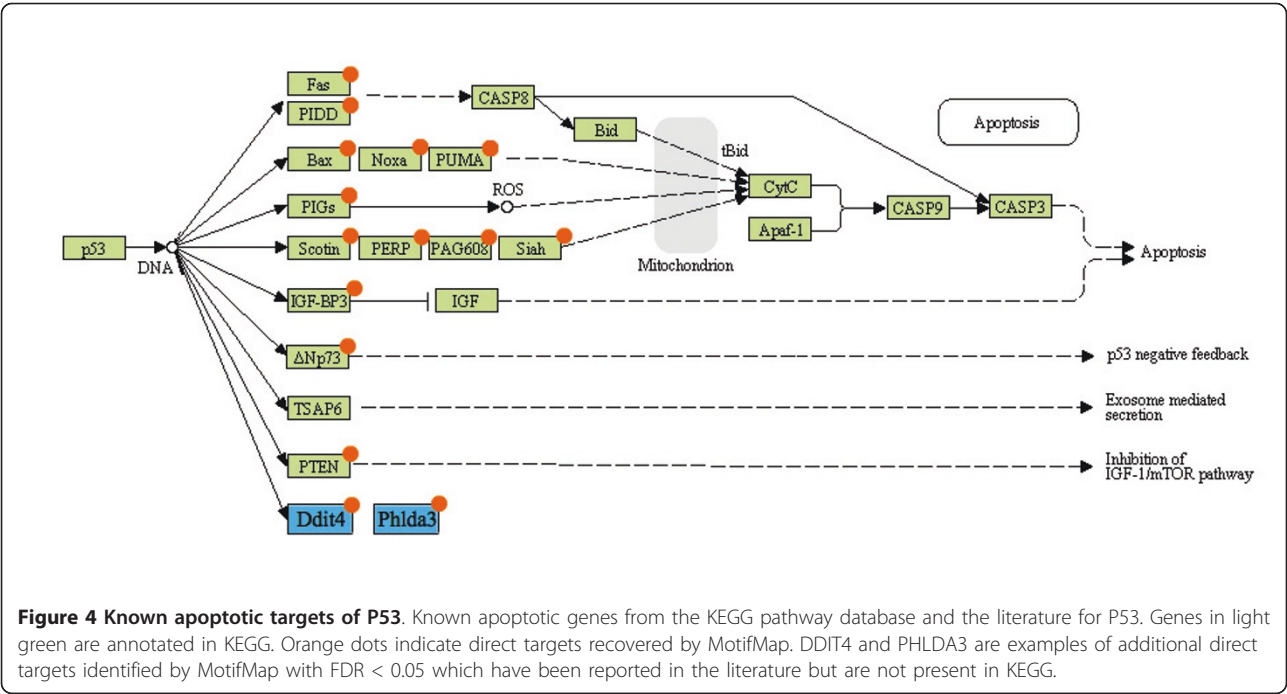 Fas
PIDD
CASP8
Apoptosis
Bid
tBid
Bax Noxa PUMA
CytC
ROS
PIGs
CASP9 CASP3
Apaf-1
p53
DNA
Scotin PERP PAG608 Siah
Mitochondrion
Apoptosis
IGF-BP3 IGF
ΔNp73
p53 negative feedback
TSAP6
Exosome mediated
secretion
PTEN
Inhibition of
IGF-1/mTOR pathway
Ddit4 Phlda3
Figure 4 Known apoptotic targets of P53. Known apoptotic genes from the KEGG pathway database and the literature for P53. Genes in light
green are annotated in KEGG. Orange dots indicate direct targets recovered by MotifMap. DDIT4 and PHLDA3 are examples of additional direct
targets identified by MotifMap with FDR < 0.05 which have been reported in the literature but are not present in KEGG.